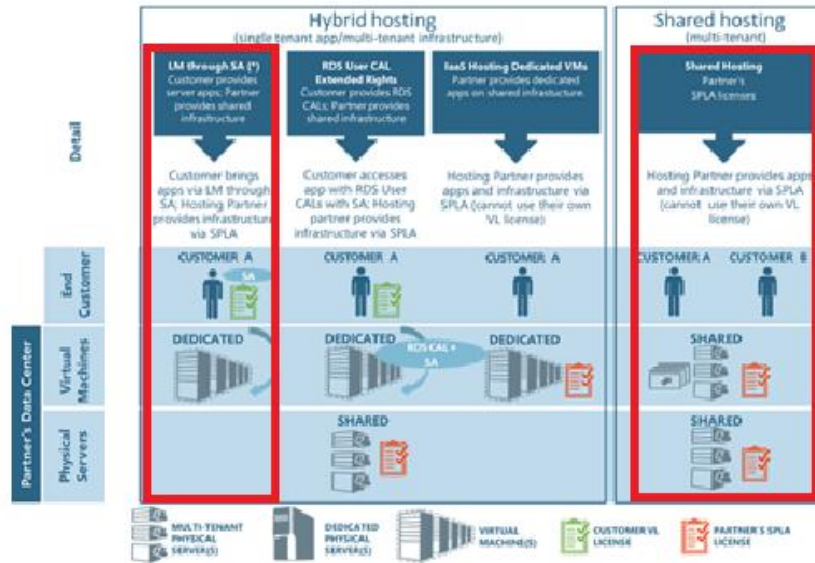 Hybrid hosting
(single tenant app/multi-tenant infrastructure)
Shared hosting
(multi-tenant)
Detail
LM through SA (*)
Customer provides
server apps; Partner
provides shared
infrastructure
RDS User CAL
Extended Rights
Customer provides RDS
CALs; Partner provides
shared infrastructure
IaaS Hosting Dedicated VMs
Partner provides dedicated
apps on shared infrastucture
Shared Hosting
Partner's
SPLA licenses
Customer brings
apps via LM through
SA; Hosting Partner
provides infrastructure
via SPLA
Customer accesses
app with RDS User
CALs with SA; Hosting
partner provides
infrastructure via SPLA
Hosting Partner provides
apps and infrastructure via
SPLA (cannot use their own
VL license)
Hosting Partner provides apps
and infrastructure via SPLA
(cannot use their own VL
license)
End
Customer
CUSTOMER A
SA
CUSTOMER A
CUSTOMER A
CUSTOMER A
CUSTOMER B
Partner's Data Center
Virtual
Machines
DEDICATED
DEDICATED
RDS CAL +
SA
DEDICATED
SHARED
Physical
Servers
SHARED
SHARED
MULTI-TENANT
PHYSICAL
SERVER(S)
DEDICATED
PHYSICAL
SERVER(S)
VIRTUAL
MACHINE(S)
CUSTOMER VL
LICENSE
PARTNER'S SPLA
LICENSE